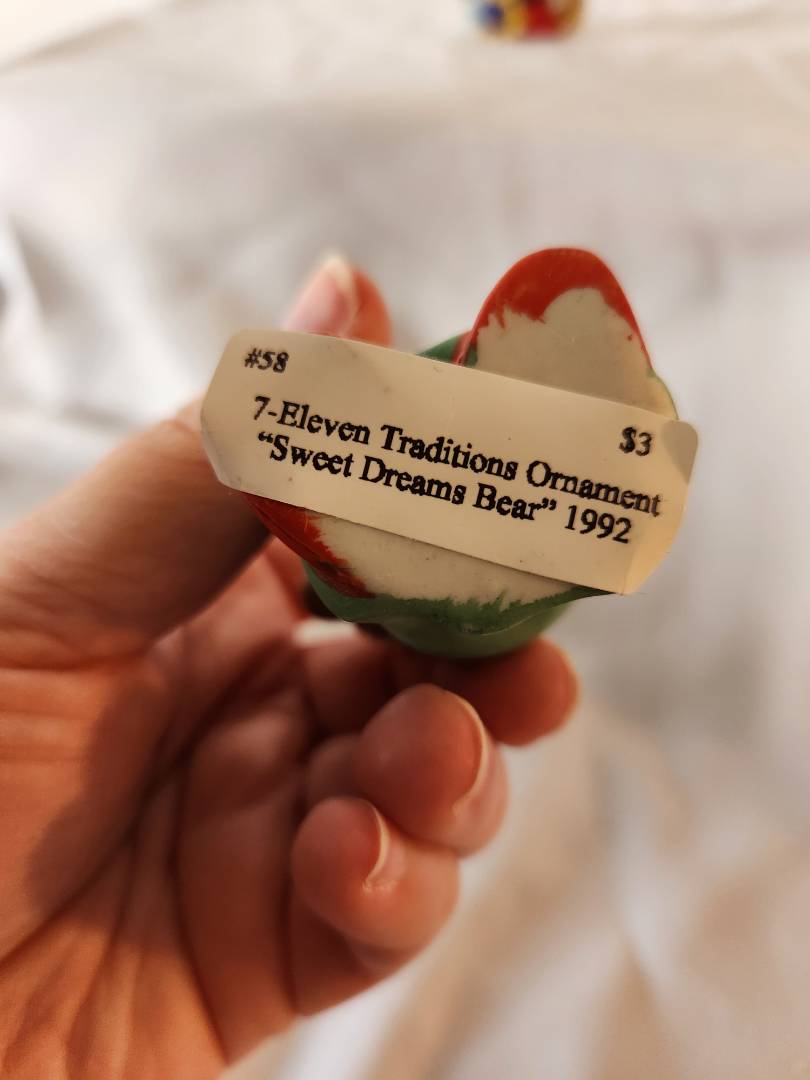 #58
$3
7-Eleven Traditions Ornament
“Sweet Dreams Bear” 1992